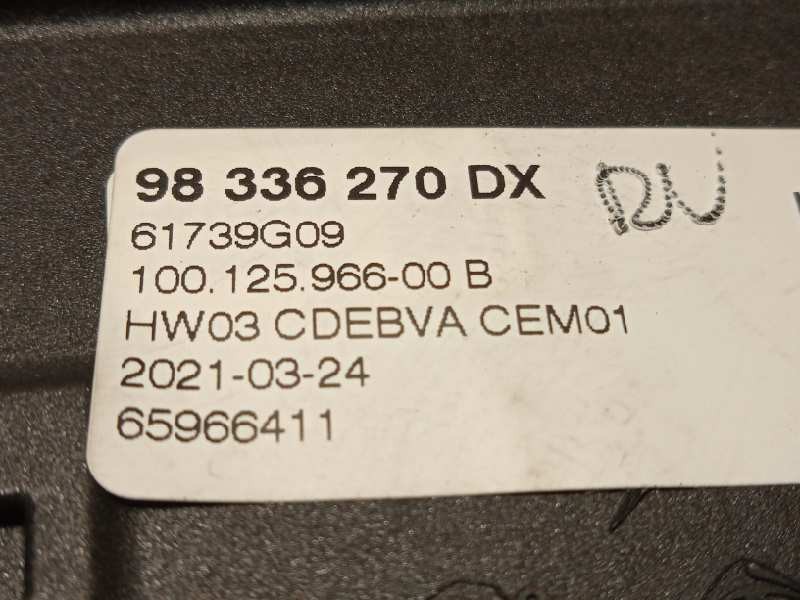 98 336 270 DX
61739G09
100.125.966-00 B
HW03 CDEBVA CEM01
2021-03-24
65966411